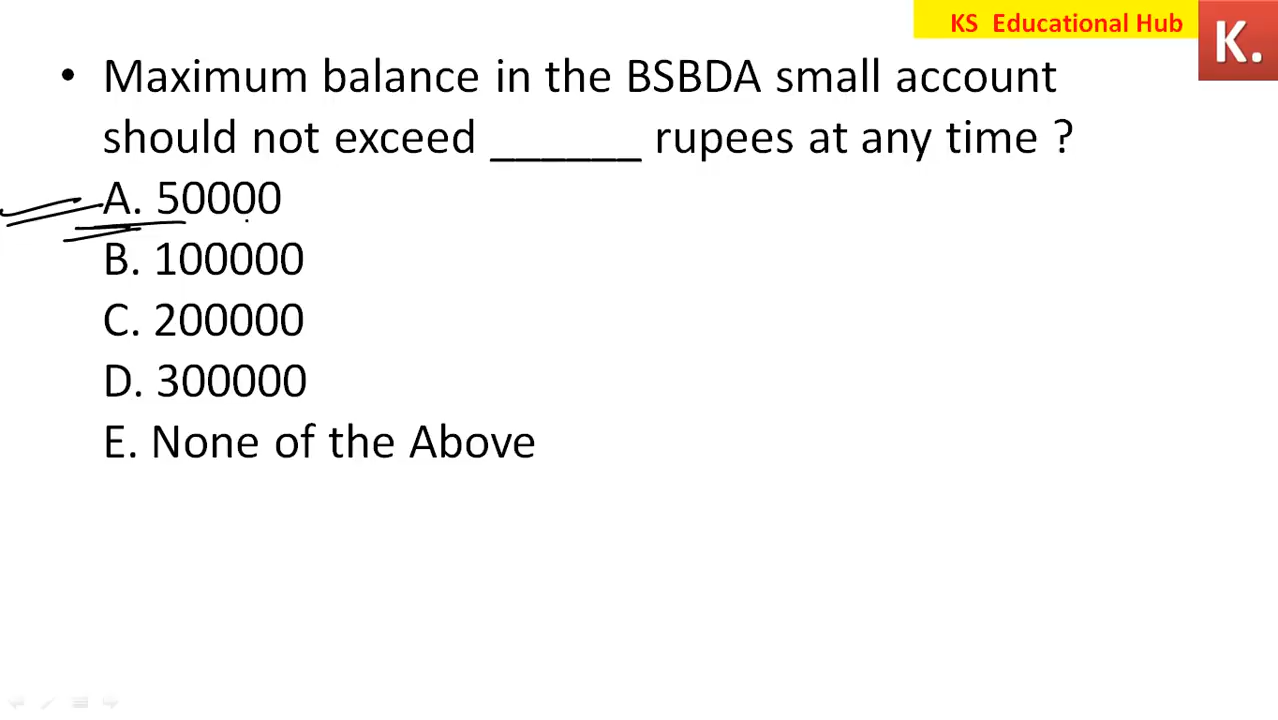 KS Educational Hub
K.
• Maximum balance in the BSBDA small account
should not exceed ______ rupees at any time ?
A. 50000
B. 100000
C. 200000
D. 300000
E. None of the Above